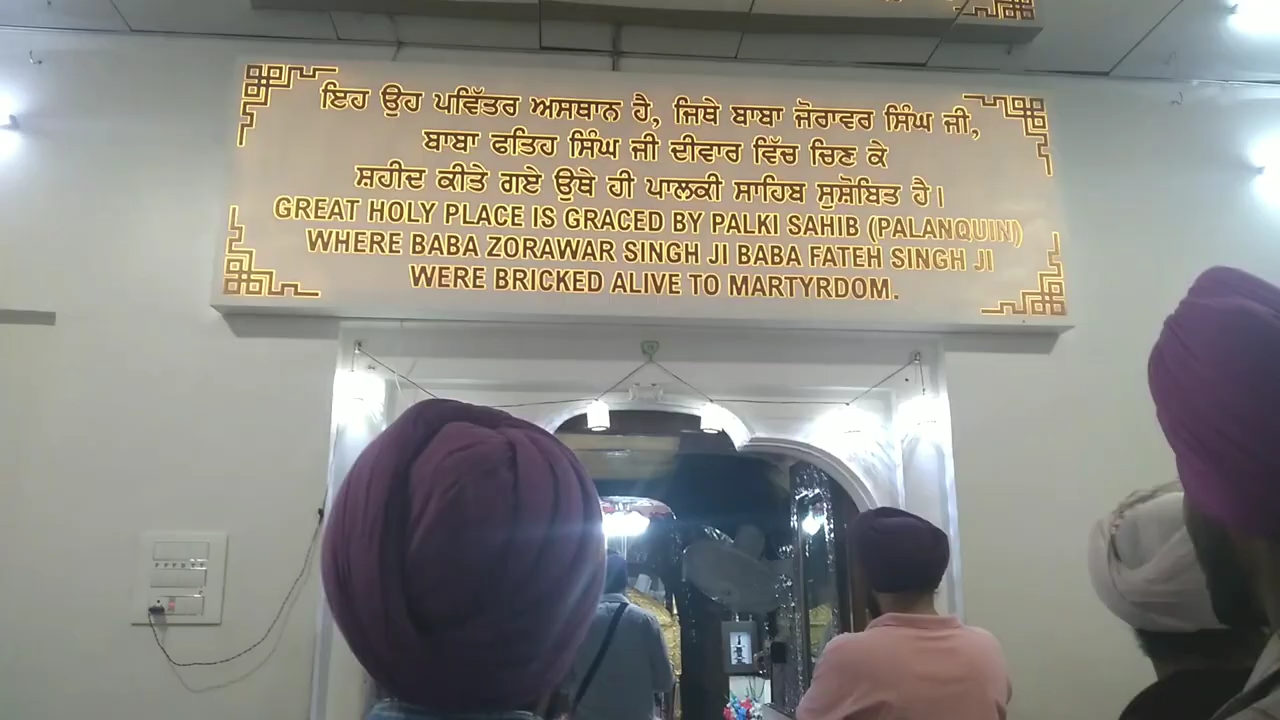 ਇਹ ਉਹ ਪਵਿੱਤਰ ਅਸਥਾਨ ਹੈ, ਜਿਥੇ ਬਾਬਾ ਜੋਰਾਵਰ ਸਿੰਘ ਜੀ,
ਬਾਬਾ ਫਤਿਹ ਸਿੰਘ ਜੀ ਦੀਵਾਰ ਵਿੱਚ ਚਿਣ ਕੇ
ਸ਼ਹੀਦ ਕੀਤੇ ਗਏ ਉਥੇ ਹੀ ਪਾਲਕੀ ਸਾਹਿਬ ਸੁਸ਼ੋਬਿਤ ਹੈ।
GREAT HOLY PLACE IS GRACED BY PALKI SAHIB (PALANQUIN)
WHERE BABA ZORAWAR SINGH JI BABA FATEH SINGH JI
WERE BRICKED ALIVE TO MARTYRDOM.